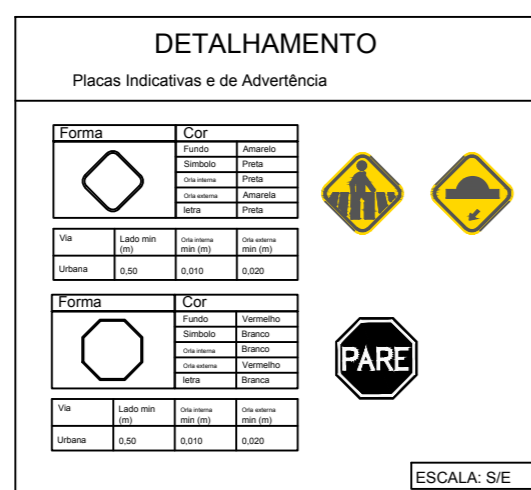 DETALHAMENTO
Placas Indicativas e de Advertência
Forma Cor
Fundo Amarelo
Simbolo Preta
Orla interna Preta
Orla externa Amarela
letra Preta
Via Lado min (m) Orla interna min (m) Orla externa min (m)
Urbana 0,50 0,010 0,020
Forma Cor
Fundo Vermelho
Simbolo Branco
Orla interna Branco
Orla externa Vermelho
letra Branca
PARE
Via Lado min (m) Orla interna min (m) Orla externa min (m)
Urbana 0,50 0,010 0,020
ESCALA: S/E